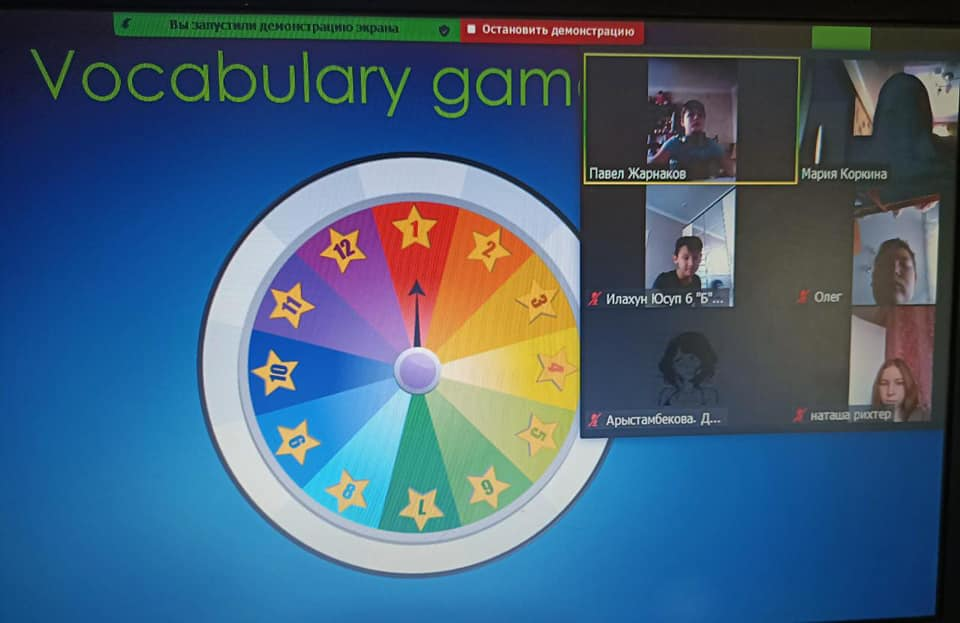 Вы запустили демонстрацию экрана
Остановить демонстрацию
Vocabulary gam
Павел Жарнаков
Мария Коркина
Илахун Юсуп 6 "Б"...
Олег
Арыстамбекова. Д...
наташа рихтер
1
2
3
4
5
6
7
8
9
10
11
12